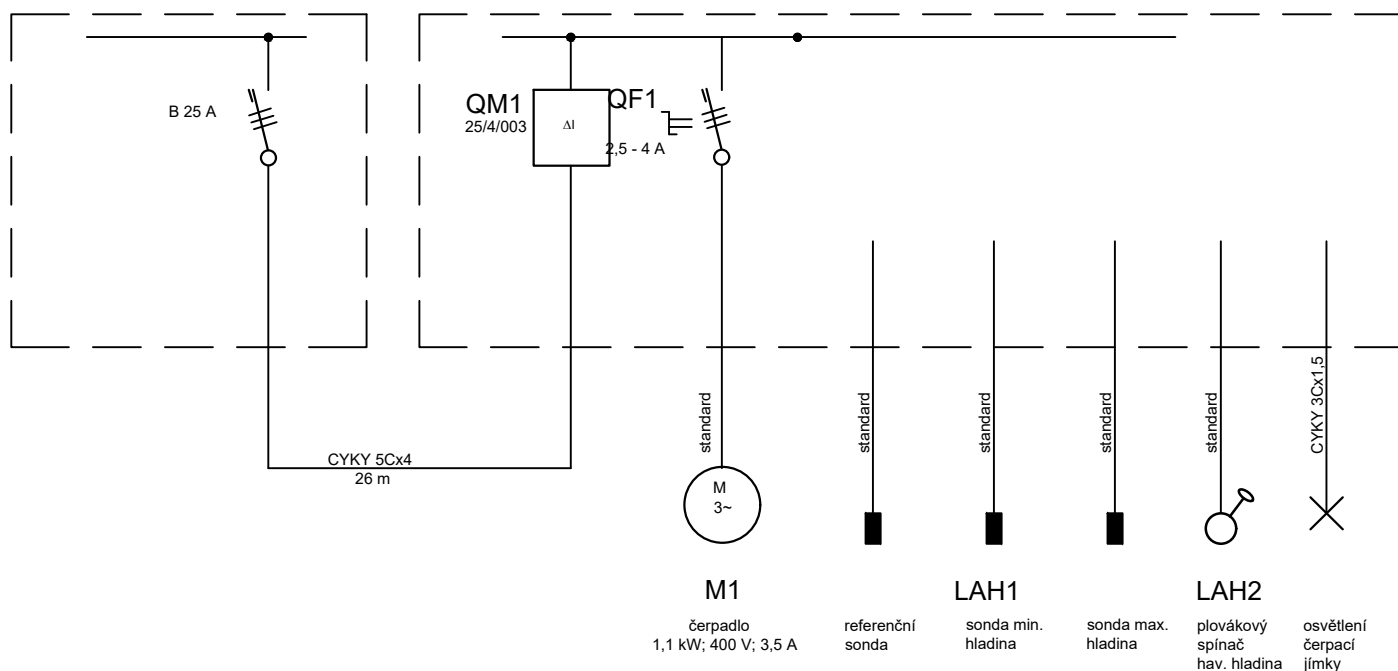 B 25 A
QM1
25/4/003
ΔI
QF1
2,5 - 4 A
CYKY 5Cx4
26 m
standard
standard
standard
standard
standard
CYKY 3Cx1,5
M
3~
M1
čerpadlo
1,1 kW; 400 V; 3,5 A
referenční
sonda
LAH1
sonda min.
hladina
sonda max.
hladina
LAH2
plovákový
spínač
hav. hladina
osvětlení
čerpací
jímky